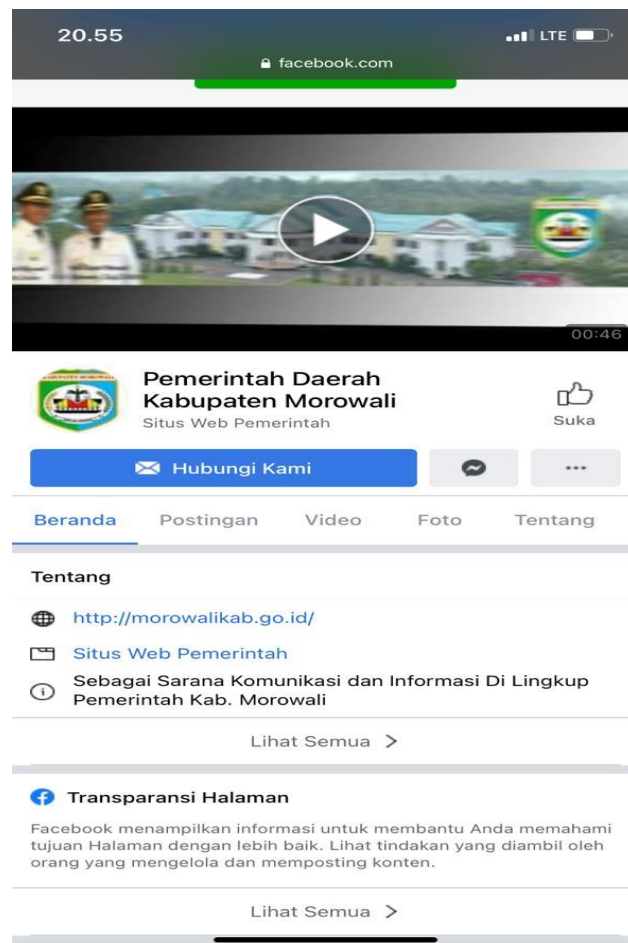 20.55
LTE
facebook.com
00:46
Pemerintah Daerah
Kabupaten Morowali
Situs Web Pemerintah
Suka
Hubungi Kami
Beranda
Postingan
Video
Foto
Tentang
Tentang
http://morowalikab.go.id/
Situs Web Pemerintah
Sebagai Sarana Komunikasi dan Informasi Di Lingkup
Pemerintah Kab. Morowali
Lihat Semua
Transparansi Halaman
Facebook menampilkan informasi untuk membantu Anda memahami
tujuan Halaman dengan lebih baik. Lihat tindakan yang diambil oleh
orang yang mengelola dan memposting konten.
Lihat Semua